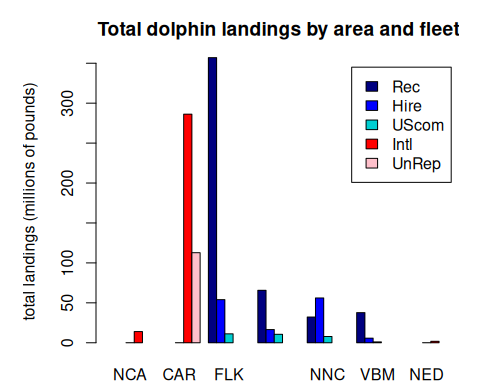 Total dolphin landings by area and fleet
total landings (millions of pounds)
300
200
100
50
0
Rec
Hire
UScom
Intl
UnRep
NCA CAR FLK NNC VBM NED